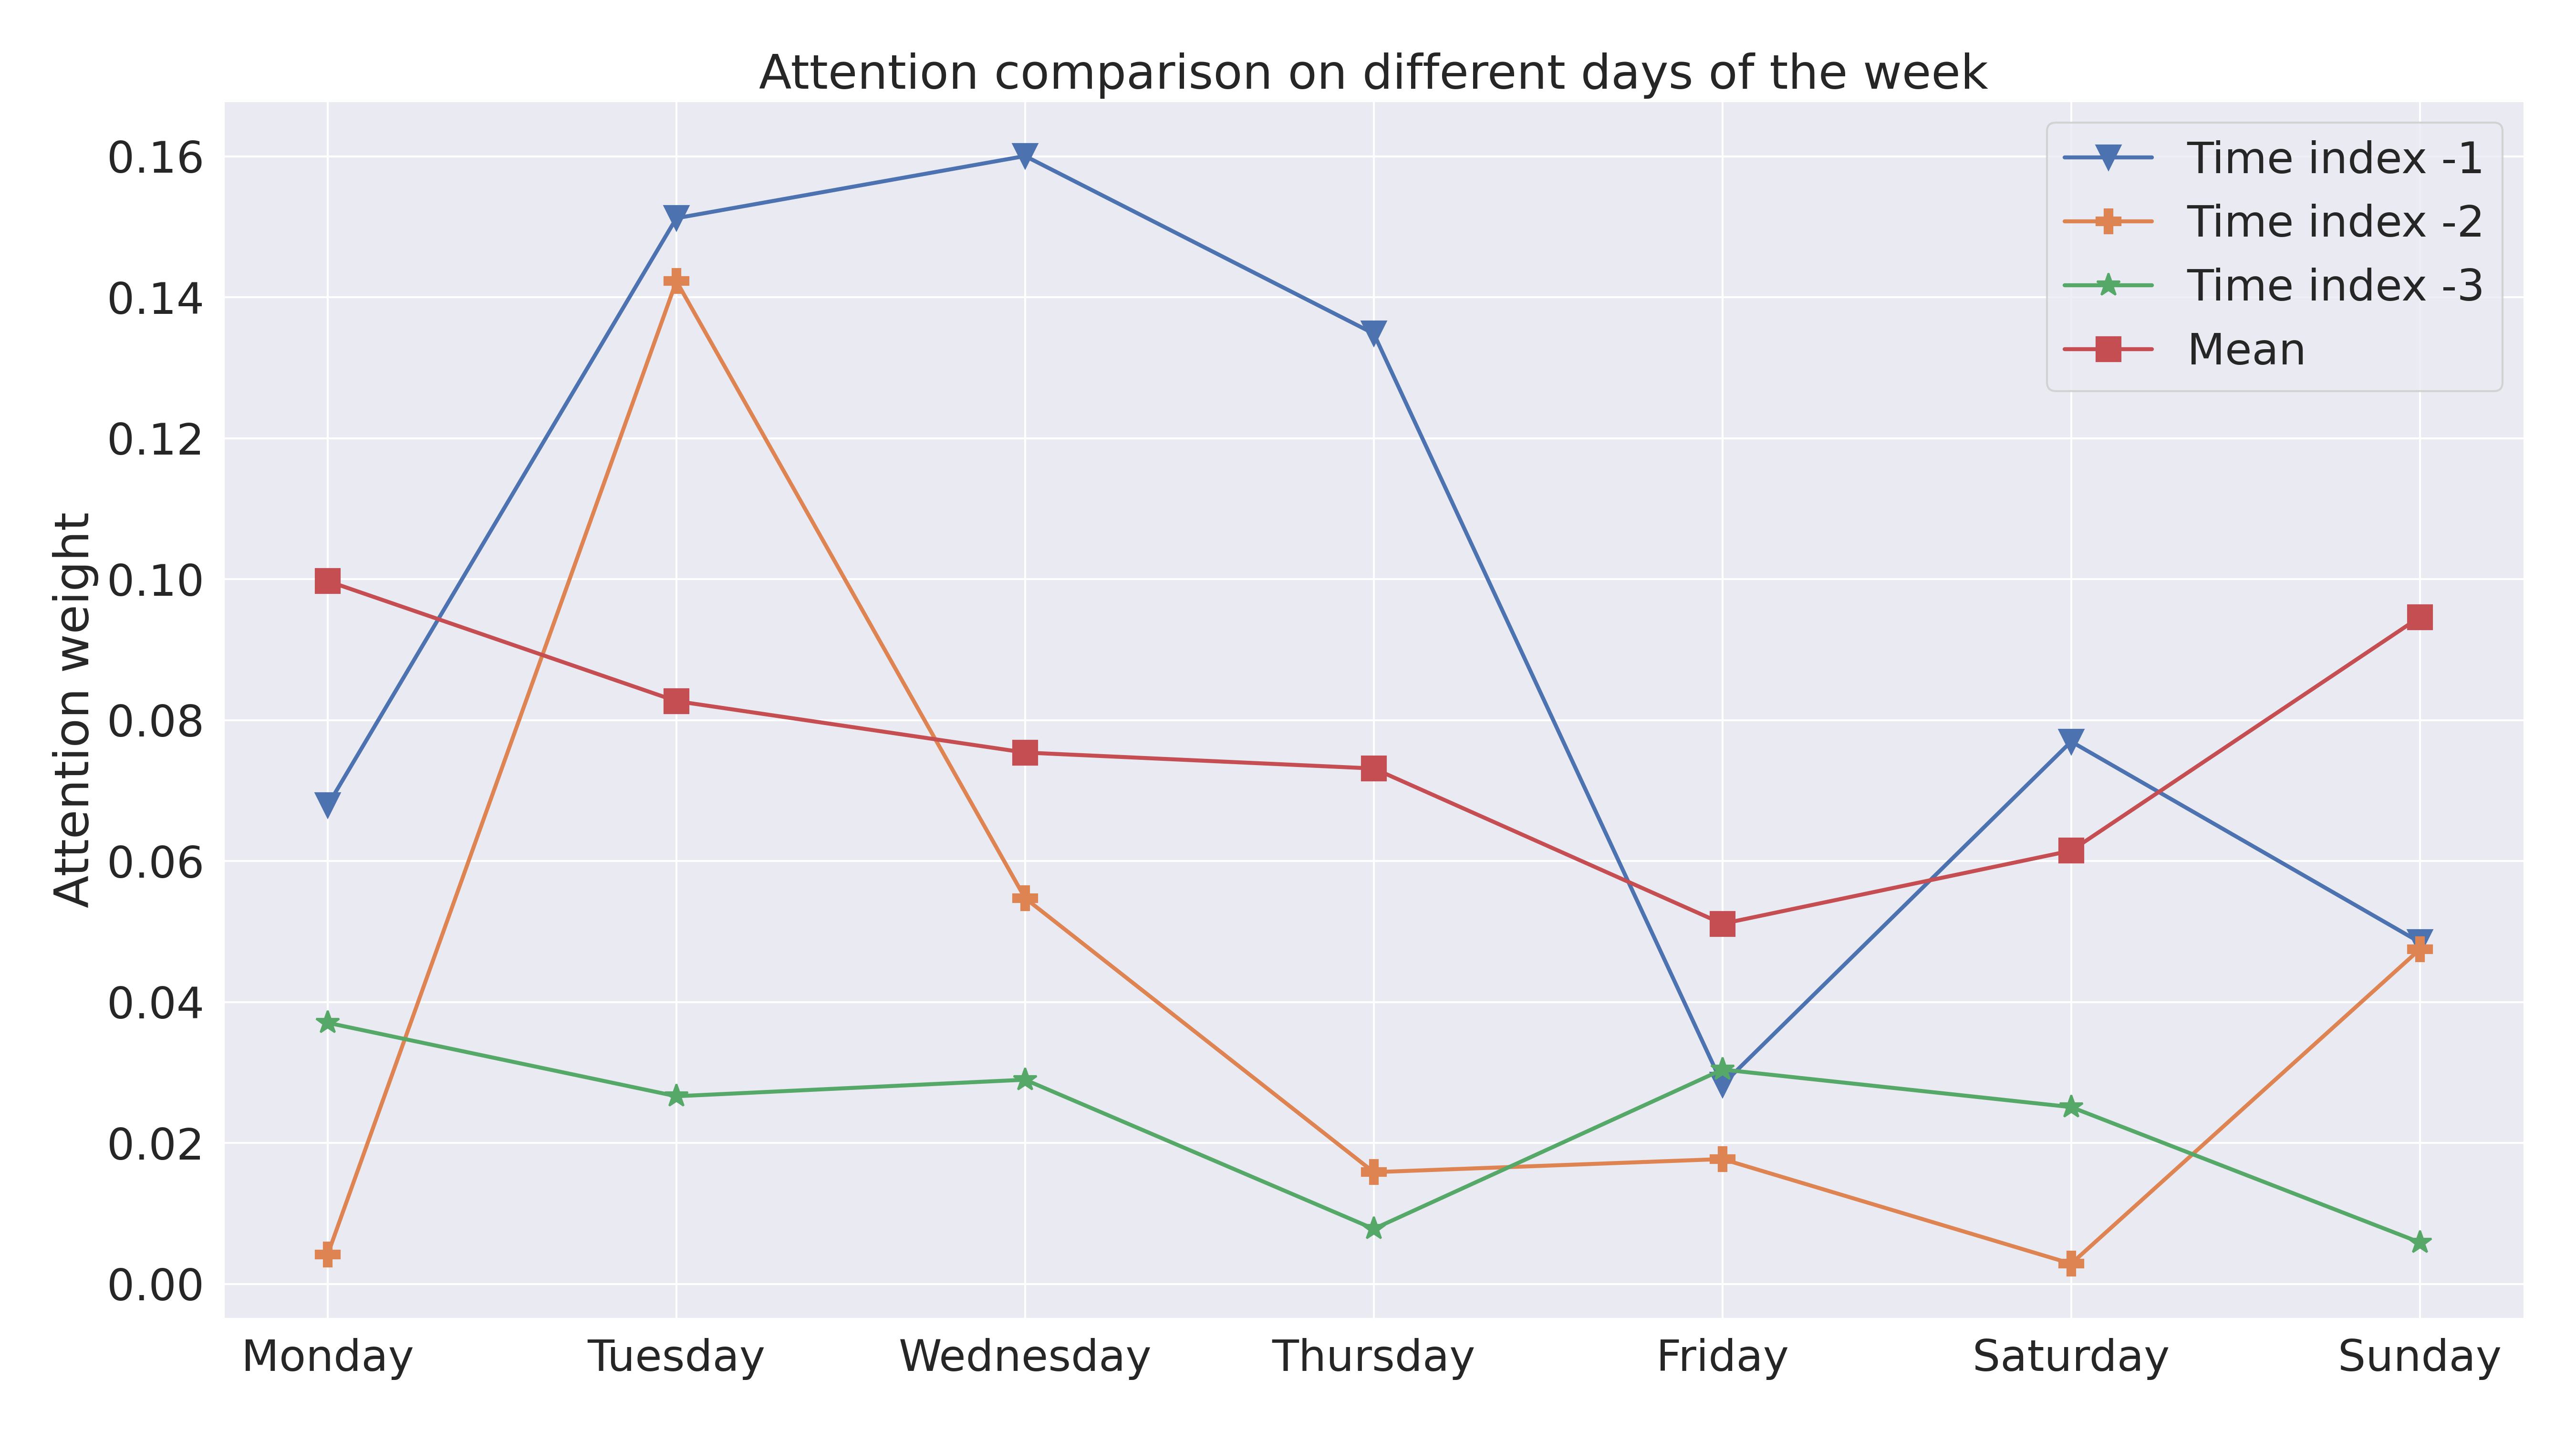 Attention comparison on different days of the week
Attention weight
0.16
0.14
0.12
0.10
0.08
0.06
0.04
0.02
0.00
Time index -1
Time index -2
Time index -3
Mean
Monday Tuesday Wednesday Thursday Friday Saturday Sunday